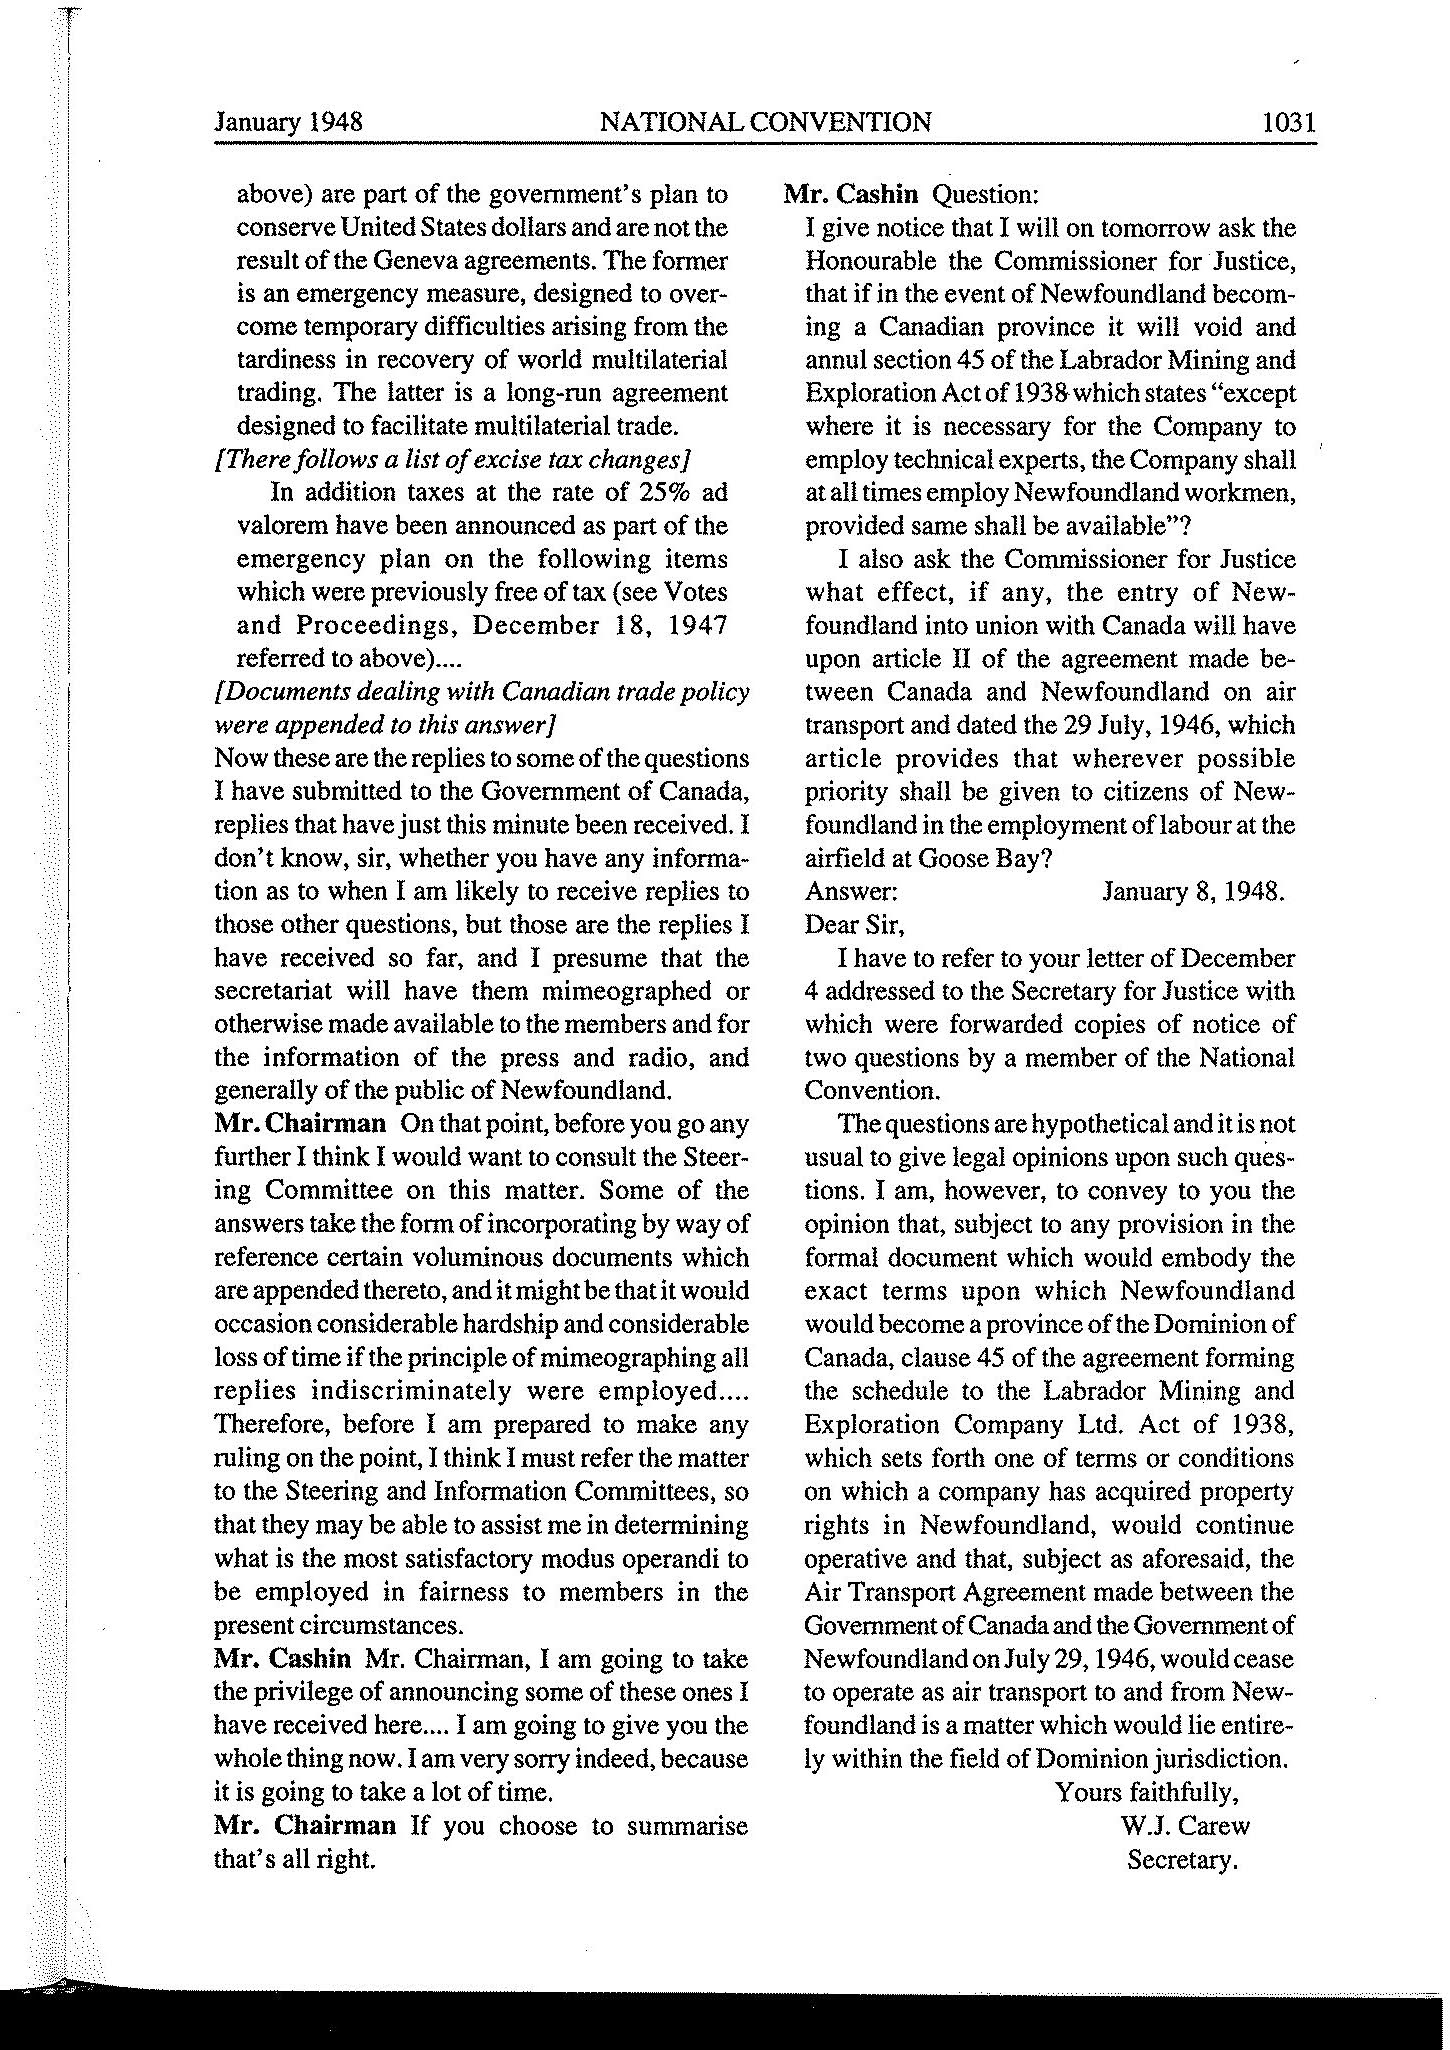 January 1948 NATIONAL CONVENTION 1031
above) are part of the government's plan to
conserve United States dollars and are not the
result of the Geneva agreements. The former
is an emergency measure, designed to over-
come temporary difficulties arising from the
tardiness in recovery of world multilaterial
trading. The latter is a long-run agreement
designed to facilitate multilaterial trade.
[There follows a list of excise tax changes]
In addition taxes at the rate of 25% ad
valorem have been announced as part of the
emergency plan on the following items
which were previously free of tax (see Votes
and Proceedings, December 18, 1947
referred to above)....
[Documents dealing with Canadian trade policy
were appended to this answer]
Now these are the replies to some of the questions
I have submitted to the Government of Canada,
replies that have just this minute been received. I
don't know, sir, whether you have any informa-
tion as to when I am likely to receive replies to
those other questions, but those are the replies I
have received so far, and I presume that the
secretariat will have them mimeographed or
otherwise made available to the members and for
the information of the press and radio, and
generally of the public of Newfoundland.
Mr. Chairman On that point, before you go any
further I think I would want to consult the Steer-
ing Committee on this matter. Some of the
answers take the form of incorporating by way of
reference certain voluminous documents which
are appended thereto, and it might be that it would
occasion considerable hardship and considerable
loss of time if the principle of mimeographing all
replies indiscriminately were employed....
Therefore, before I am prepared to make any
ruling on the point, I think I must refer the matter
to the Steering and Information Committees, so
that they may be able to assist me in determining
what is the most satisfactory modus operandi to
be employed in fairness to members in the
present circumstances.
Mr. Cashin Mr. Chairman, I am going to take
the privilege of announcing some of these ones I
have received here.... I am going to give you the
whole thing now. I am very sorry indeed, because
it is going to take a lot of time.
Mr. Chairman If you choose to summarise
that's all right.
Mr. Cashin Question:
I give notice that I will on tomorrow ask the
Honourable the Commissioner for Justice,
that if in the event of Newfoundland becom-
ing a Canadian province it will void and
annul section 45 of the Labrador Mining and
Exploration Act of 1938 which states "except
where it is necessary for the Company to
employ technical experts, the Company shall
at all times employ Newfoundland workmen,
provided same shall be available"?
I also ask the Commissioner for Justice
what effect, if any, the entry of New-
foundland into union with Canada will have
upon article II of the agreement made be-
tween Canada and Newfoundland on air
transport and dated the 29 July, 1946, which
article provides that wherever possible
priority shall be given to citizens of New-
foundland in the employment of labour at the
airfield at Goose Bay?
Answer: January 8, 1948.
Dear Sir,
I have to refer to your letter of December
4 addressed to the Secretary for Justice with
which were forwarded copies of notice of
two questions by a member of the National
Convention.
The questions are hypothetical and it is not
usual to give legal opinions upon such ques-
tions. I am, however, to convey to you the
opinion that, subject to any provision in the
formal document which would embody the
exact terms upon which Newfoundland
would become a province of the Dominion of
Canada, clause 45 of the agreement forming
the schedule to the Labrador Mining and
Exploration Company Ltd. Act of 1938,
which sets forth one of terms or conditions
on which a company has acquired property
rights in Newfoundland, would continue
operative and that, subject as aforesaid, the
Air Transport Agreement made between the
Government of Canada and the Government of
Newfoundland on July 29, 1946, would cease
to operate as air transport to and from New-
foundland is a matter which would lie entire-
ly within the field of Dominion jurisdiction.
Yours faithfully,
W.J. Carew
Secretary.